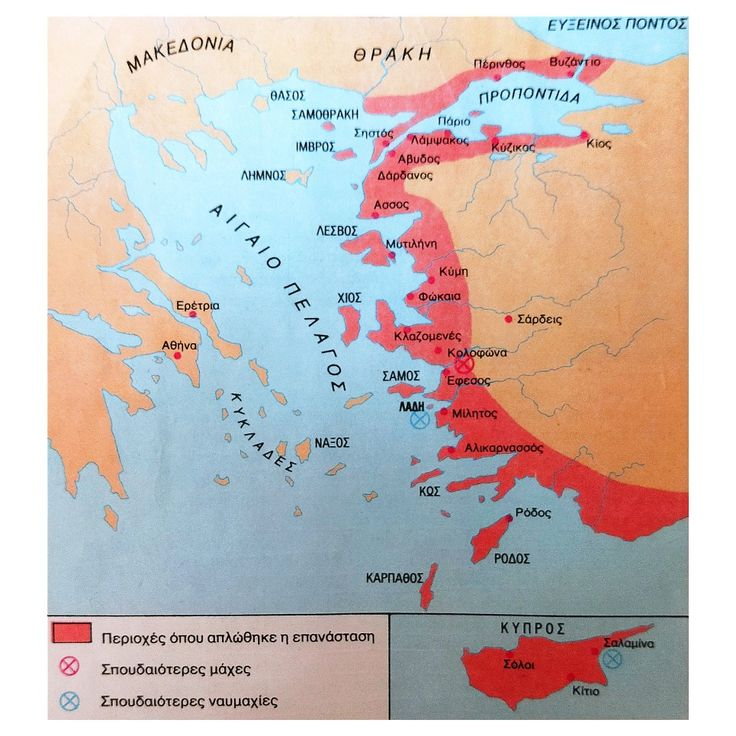 ΕΥΞΕΙΝΟΣ ΠΟΝΤΟΣ
ΜΑΚΕΔΟΝΙΑ
ΘΡΑΚΗ
Πέρινθος
Βυζάντιο
ΘΑΣΟΣ
ΠΡΟΠΟΝΤΙΔΑ
ΣΑΜΟΘΡΑΚΗ
Πάριο
Σηστός
Λάμψακος
Κύζικος
Κίος
ΙΜΒΡΟΣ
Αβυδος
ΛΗΜΝΟΣ
Δάρδανος
Ασσος
ΑΙΓΑΙΟ ΠΕΛΑΓΟΣ
ΛΕΣΒΟΣ
Μυτιλήνη
Κύμη
ΧΙΟΣ
Φώκαια
Ερέτρια
Σάρδεις
Κλαζομενές
Αθήνα
Κολοφώνα
ΣΑΜΟΣ
Εφεσος
ΚΥΚΛΑΔΕΣ
ΛΑΔΗ
Μίλητος
ΝΑΞΟΣ
Αλικαρνασσός
ΚΩΣ
Ρόδος
ΡΟΔΟΣ
ΚΑΡΠΑΘΟΣ
Περιοχές όπου απλώθηκε η επανάσταση
Σπουδαιότερες μάχες
Σπουδαιότερες ναυμαχίες
ΚΥΠΡΟΣ
Σαλαμίνα
Σόλοι
Κίτιο